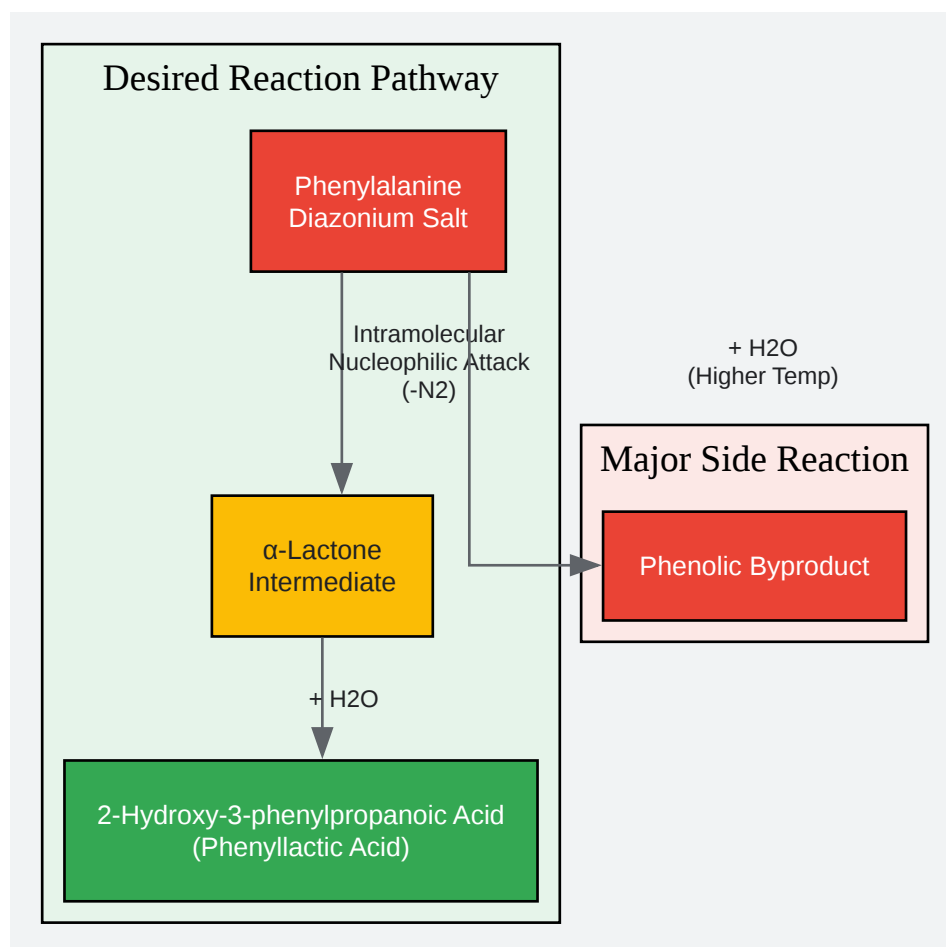 Desired Reaction Pathway
Phenylalanine
Diazonium Salt
Intramolecular
Nucleophilic Attack
(-N2)
+ H2O
(Higher Temp)
Major Side Reaction
α-Lactone
Intermediate
Phenolic Byproduct
+ H2O
2-Hydroxy-3-phenylpropanoic Acid
(Phenyllactic Acid)